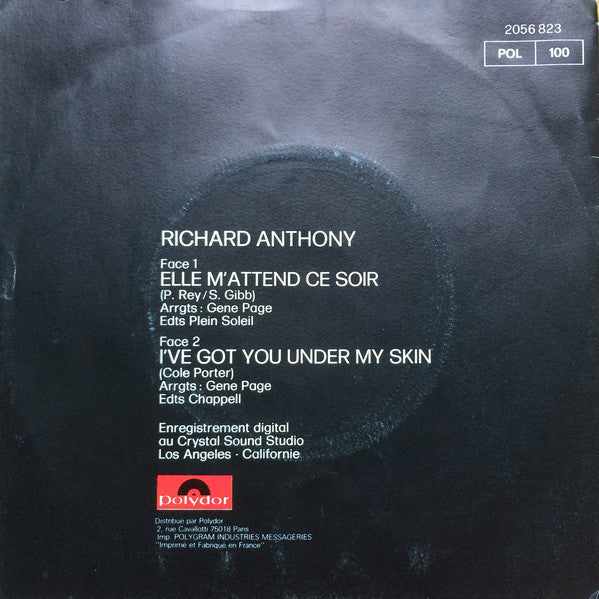 2056 823
POL 100
RICHARD ANTHONY
Face 1
ELLE M'ATTEND CE SOIR
(P. Rey/S. Gibb)
Arrgts : Gene Page
Edts Plein Soleil
Face 2
I'VE GOT YOU UNDER MY SKIN
(Cole Porter)
Arrgts : Gene Page
Edts Chappell
Enregistrement digital
au Crystal Sound Studio
Los Angeles - Californie
polydor
Distribué par Polydor
2, rue Cavallotti 75018 Paris
Imp. POLYGRAM INDUSTRIES MESSAGERIES
"Imprimé et Fabriqué en France"